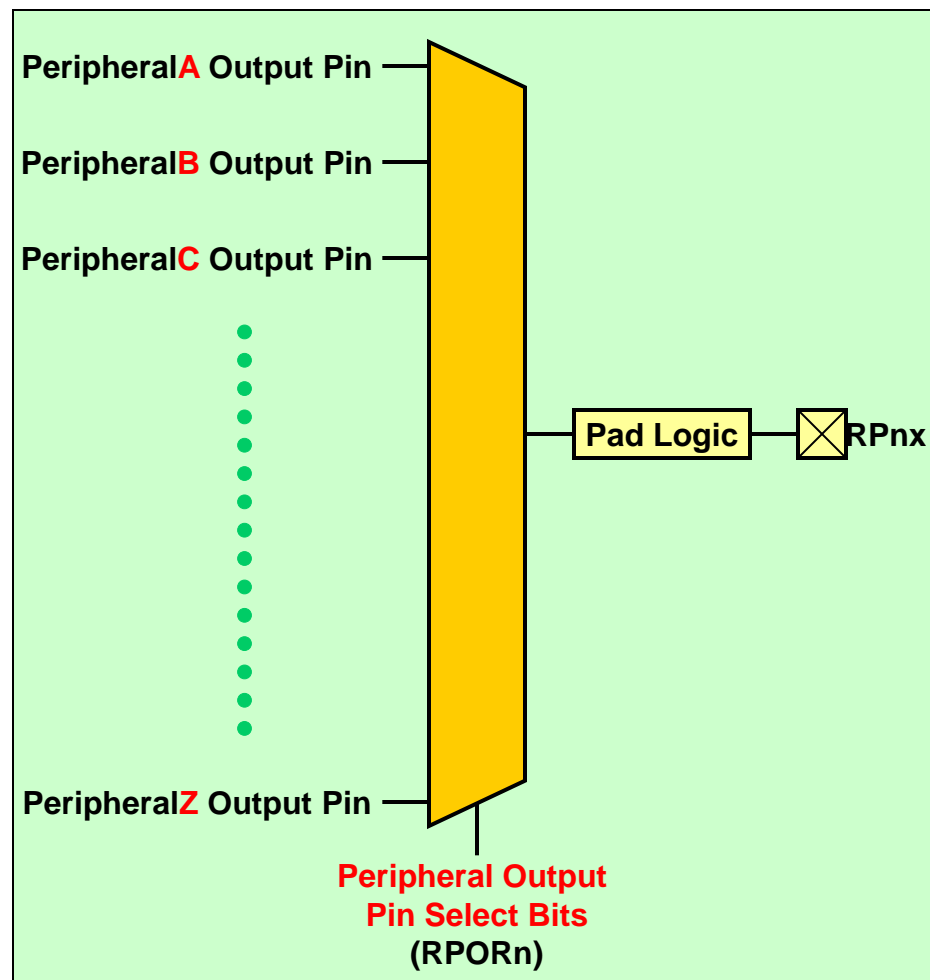 PeripheralA Output Pin
PeripheralB Output Pin
PeripheralC Output Pin
Pad Logic
RPnx
PeripheralZ Output Pin
Peripheral Output
Pin Select Bits
(RPORn)